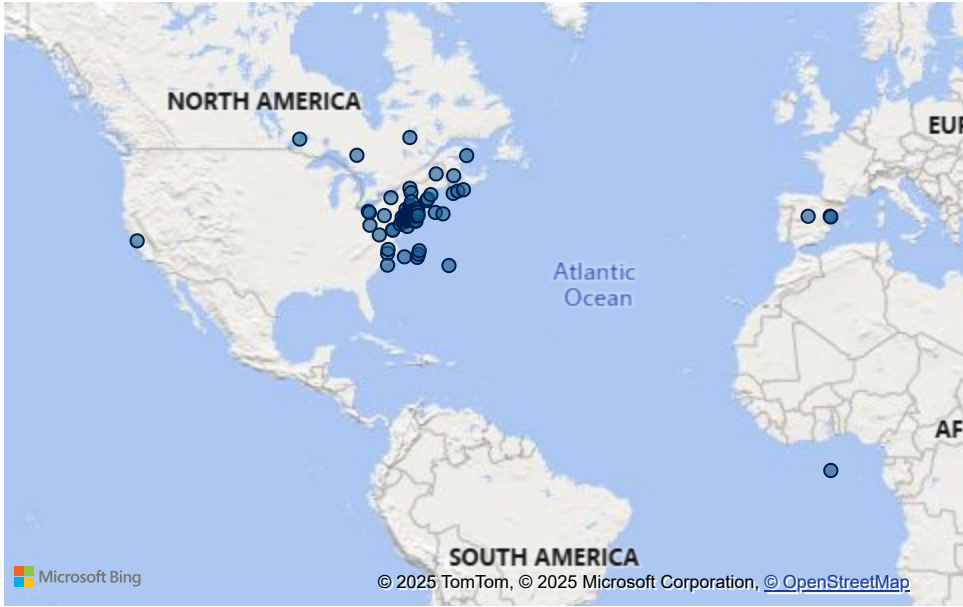 NORTH AMERICA
EUR
Atlantic
Ocean
AF
SOUTH AMERICA
Microsoft Bing
© 2025 TomTom, © 2025 Microsoft Corporation, © OpenStreetMap